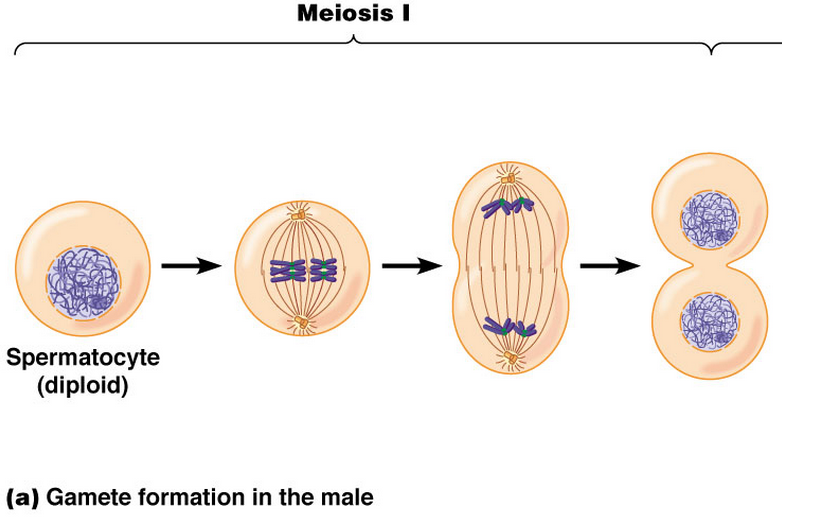 Meiosis I
Spermatocyte
(diploid)
(a) Gamete formation in the male